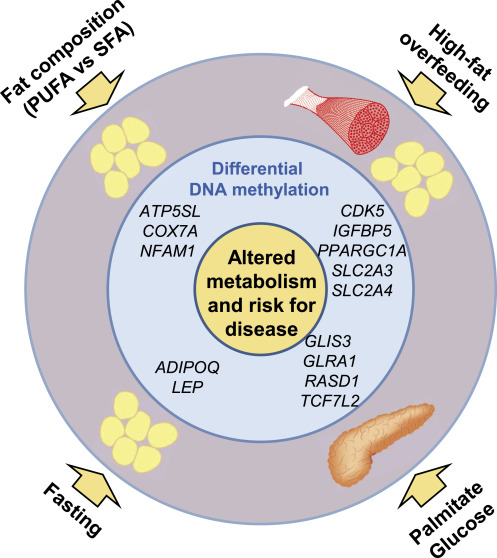 Fat composition
(PUFA vs SFA)
High-fat
overfeeding
Differential
DNA methylation
ATP5SL
COX7A
NFAM1
CDK5
IGFBP5
PPARGC1A
SLC2A3
SLC2A4
Altered
metabolism
and risk for
disease
ADIPOQ
LEP
GLIS3
GLRA1
RASD1
TCF7L2
Fasting
Palmitate
Glucose